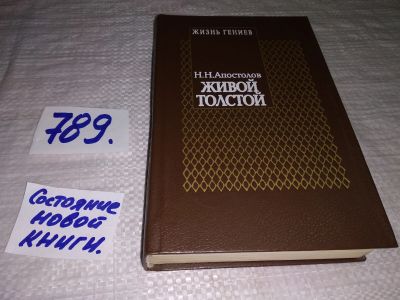 789.
Состояние
новой
книги.
ЖИЗНЬ ГЕНИЕВ
Н.Н.Апостолов
ЖИВОЙ
ТОЛСТОЙ